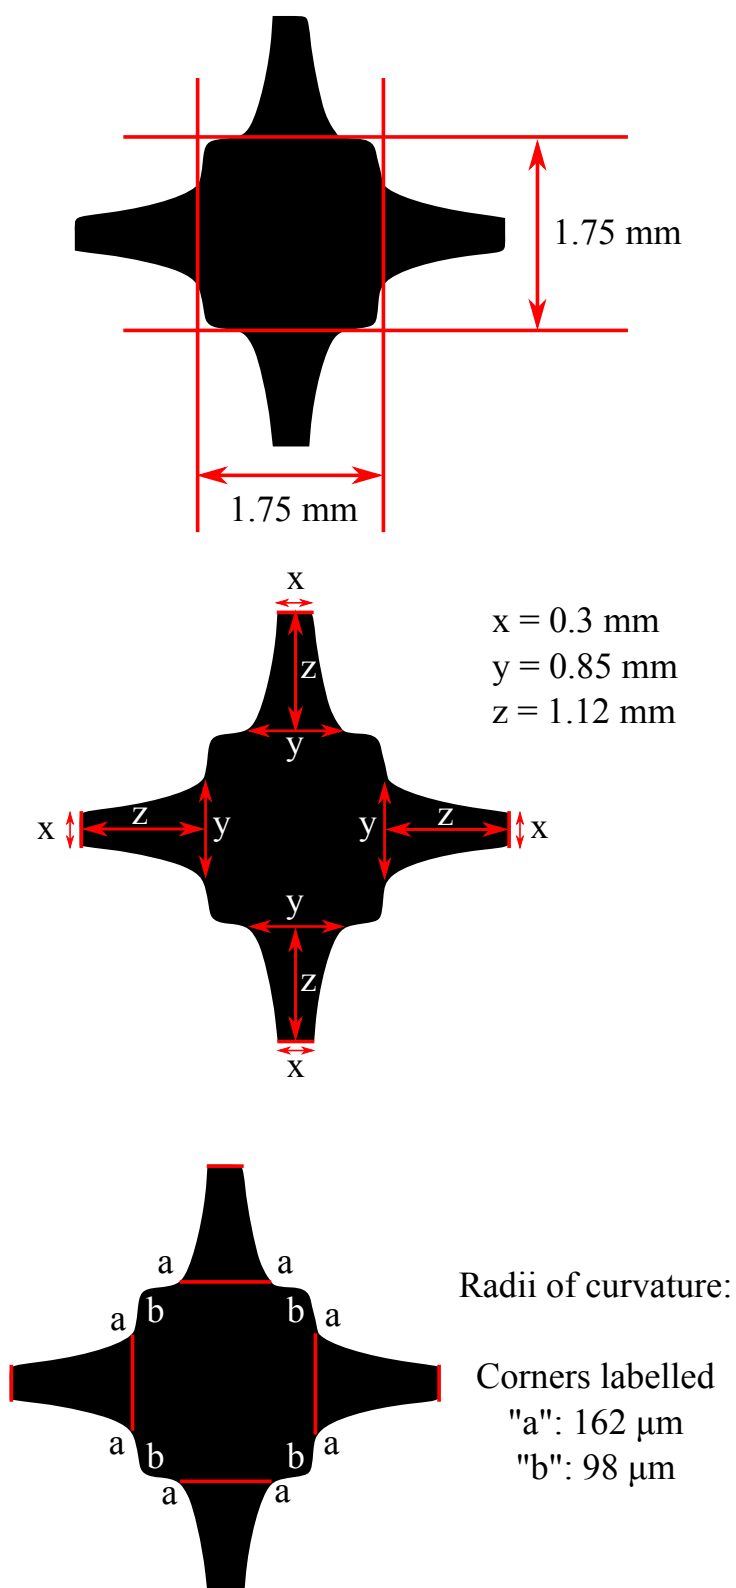 1.75 mm
1.75 mm
x
x = 0.3 mm
y = 0.85 mm
z = 1.12 mm
z
y
x z y y z x
y
z
x
a a
b b
a a
Radii of curvature:
Corners labelled
"a": 162 μm
"b": 98 μm
a a
b b
a a